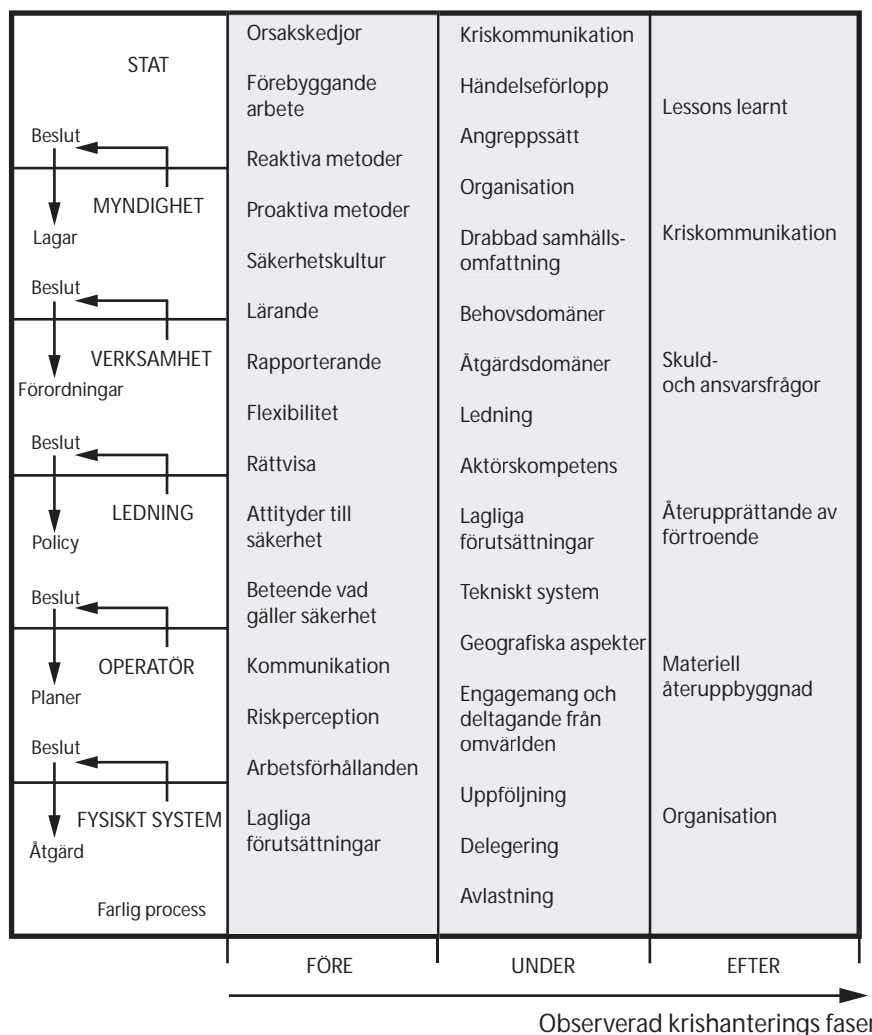 STAT
Beslut
MYNDIGHET
Lagar
Beslut
VERKSAMHET
Förordningar
Beslut
LEDNING
Policy
Beslut
OPERATÖR
Planer
Beslut
FYSISKT SYSTEM
Åtgärd
Farlig process
Orsakskedjor
Förebyggande
arbete
Reaktiva metoder
Proaktiva metoder
Säkerhetskultur
Lärande
Rapporterande
Flexibilitet
Rättvisa
Attityder till
säkerhet
Beteende vad
gäller säkerhet
Kommunikation
Riskperception
Arbetsförhållanden
Lagliga
förutsättningar
Kriskommunikation
Händelseförlopp
Angreppssätt
Organisation
Drabbad samhälls-
omfattning
Behovsdomäner
Åtgärdsdomäner
Ledning
Aktörskompetens
Lagliga
förutsättningar
Tekniskt system
Geografiska aspekter
Engagemang och
deltagande från
omvärlden
Uppföljning
Delegering
Avlastning
Lessons learnt
Kriskommunikation
Skuld-
och ansvarsfrågor
Återupprättande av
förtroende
Materiell
återuppbyggnad
Organisation
FÖRE
UNDER
EFTER
Observerad krishanterings faser